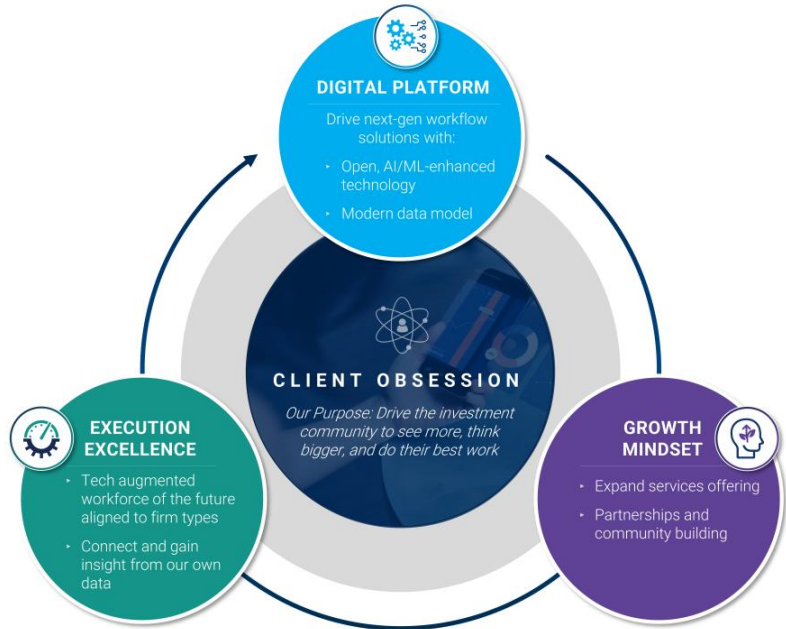 DIGITAL PLATFORM
Drive next-gen workflow
solutions with:
‣ Open, AI/ML-enhanced
technology
‣ Modern data model
CLIENT OBSESSION
Our Purpose: Drive the investment
community to see more, think
bigger, and do their best work
EXECUTION
EXCELLENCE
‣ Tech augmented
workforce of the future
aligned to firm types
‣ Connect and gain
insight from our own
data
GROWTH
MINDSET
‣ Expand services offering
‣ Partnerships and
community building